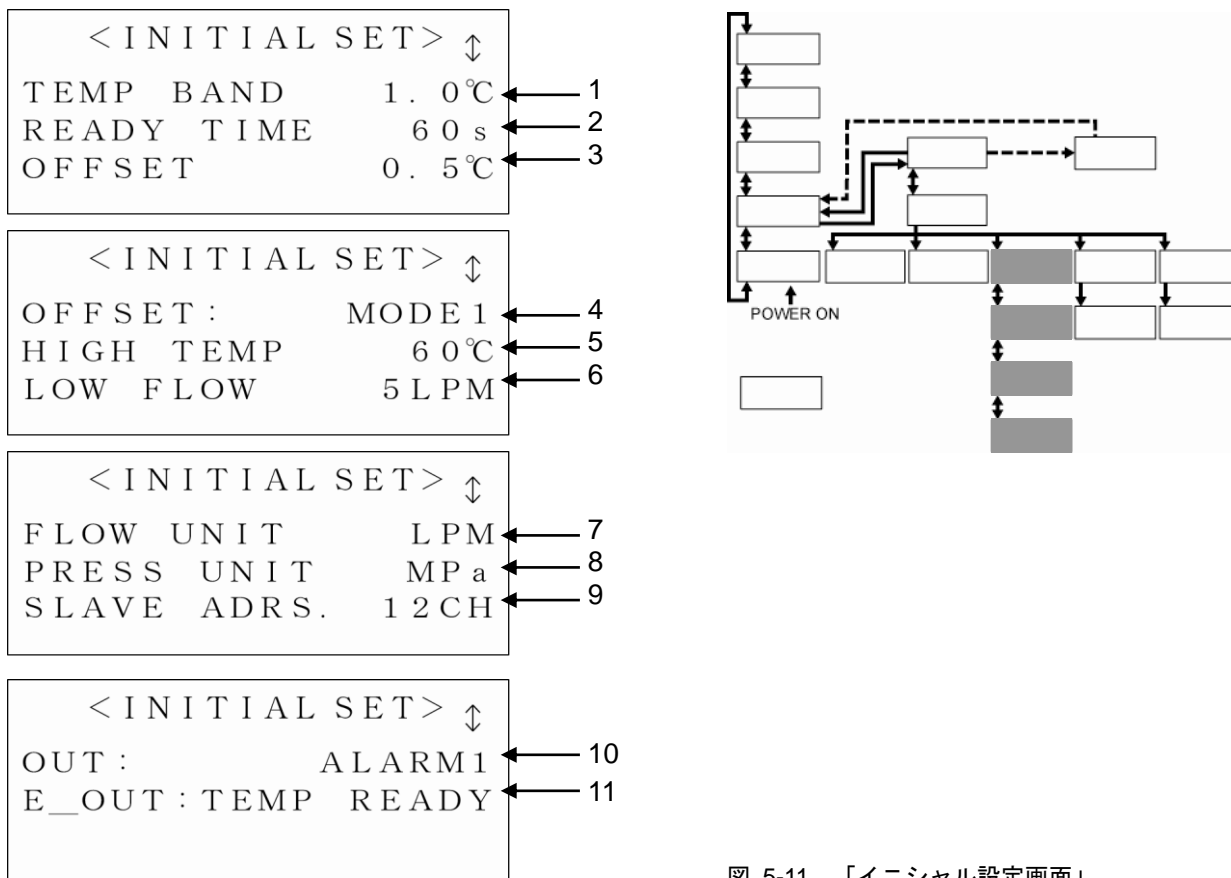 <INITIAL SET> ↕
TEMP BAND 1.0℃ 1
READY TIME 60s 2
OFFSET 0.5℃ 3
<INITIAL SET> ↕
OFFSET: MODE1 4
HIGH TEMP 60℃ 5
LOW FLOW 5LPM 6
<INITIAL SET> ↕
FLOW UNIT LPM 7
PRESS UNIT MPa 8
SLAVE ADRS. 12CH 9
<INITIAL SET> ↕
OUT: ALARM1 10
E_OUT:TEMP READY 11
POWER ON
図 5-11 「イニシャル設定画面」